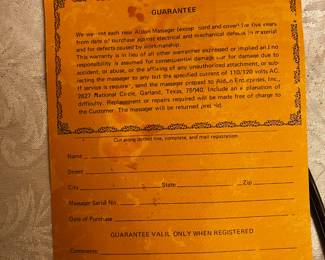 GUARANTEE
We warrant each new Aidon Massager (except hard end cover) for five years
from date of purchase against electrical and mechanical defects in material
and for defects caused by workmanship.
This warranty is in lieu of all other warranties expressed or implied and no
responsibility is assumed for consequential damage nor for damage due to
accident, or abuse, or the affixing of any unauthorized attachment, or sub-
jecting the massager to any but the specified current of 110/120 volts AC.
If service is required, send the massager, prepaid to Aidon Enterprises, Inc.,
2627 National Circle, Garland, Texas, 75040. Include an explanation of
difficulty. Replacement or repairs required will be made free of charge to
the Customer. The massager will be returned
Cut along dotted line, complete, and mail registration.
Name
Street
City State Zip
Massager Serial No.
Date of Purchase
GUARANTEE VALID ONLY WHEN REGISTERED
Comments: